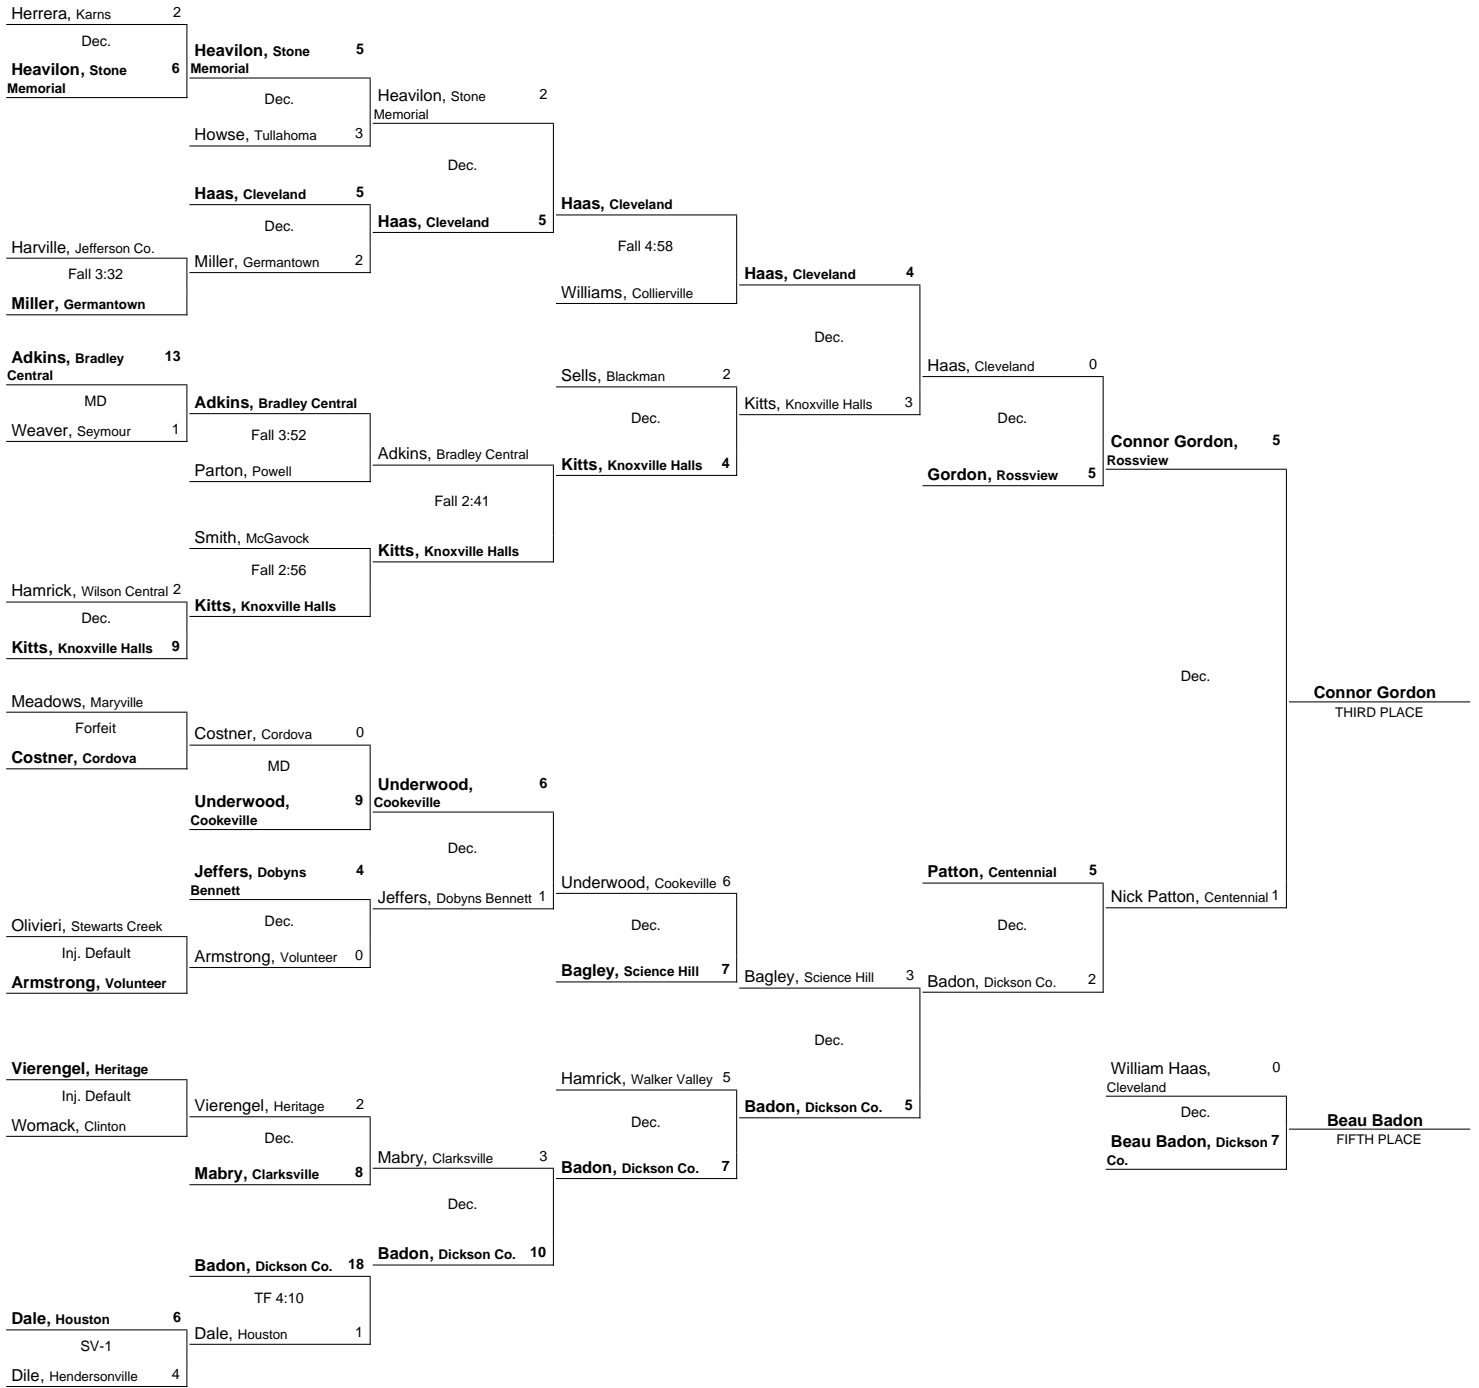 Herrera, Karns 2
Dec.
Heavilon, Stone 6
Memorial
Harville, Jefferson Co.
Fall 3:32
Miller, Germantown
Adkins, Bradley 13
Central
MD
Weaver, Seymour 1
Hamrick, Wilson Central 2
Dec.
Kitts, Knoxville Halls 9
Meadows, Maryville
Forfeit
Costner, Cordova
Olivieri, Stewarts Creek
Inj. Default
Armstrong, Volunteer
Vierengel, Heritage
Inj. Default
Womack, Clinton
Dale, Houston 6
SV-1
Dile, Hendersonville 4
Heavilon, Stone 5
Memorial
Dec.
Howse, Tullahoma 3
Haas, Cleveland 5
Dec.
Miller, Germantown 2
Adkins, Bradley Central
Fall 3:52
Parton, Powell
Smith, McGavock
Fall 2:56
Kitts, Knoxville Halls
Costner, Cordova 0
MD
Underwood, 9
Cookeville
Jeffers, Dobyns 4
Bennett
Dec.
Armstrong, Volunteer 0
Vierengel, Heritage 2
Dec.
Mabry, Clarksville 8
Badon, Dickson Co. 18
TF 4:10
Dale, Houston 1
Heavilon, Stone 2
Memorial
Dec.
Haas, Cleveland 5
Adkins, Bradley Central
Fall 2:41
Kitts, Knoxville Halls
Underwood, 6
Cookeville
Dec.
Jeffers, Dobyns Bennett 1
Mabry, Clarksville 3
Dec.
Badon, Dickson Co. 10
Haas, Cleveland
Fall 4:58
Williams, Collierville
Sells, Blackman 2
Dec.
Kitts, Knoxville Halls 4
Underwood, Cookeville 6
Dec.
Bagley, Science Hill 7
Hamrick, Walker Valley 5
Dec.
Badon, Dickson Co. 7
Haas, Cleveland 4
Dec.
Kitts, Knoxville Halls 3
Bagley, Science Hill 3
Dec.
Badon, Dickson Co. 5
Haas, Cleveland 0
Dec.
Gordon, Rossview 5
Patton, Centennial 5
Dec.
Badon, Dickson Co. 2
Connor Gordon, 5
Rossview
Dec.
Nick Patton, Centennial 1
Connor Gordon
THIRD PLACE
William Haas, 0
Cleveland
Dec.
Beau Badon, Dickson 7
Co.
Beau Badon
FIFTH PLACE